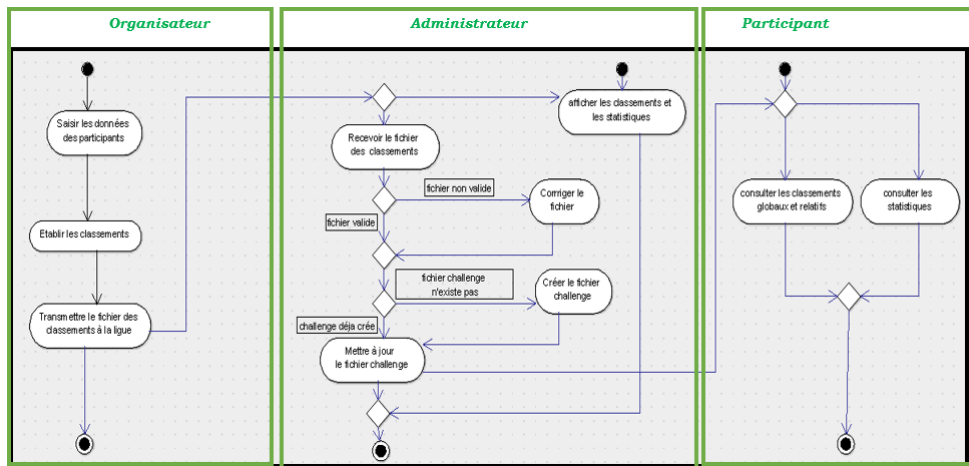 Organisateur
Administrateur
Participant
Saisir les données
des participants
Etablir les classements
Transmettre le fichier des
classements à la ligue
afficher les classements et
les statistiques
Recevoir le fichier
des classements
fichier non valide
Corriger le
fichier
fichier valide
fichier challenge
n'existe pas
Créer le fichier
challenge
challenge déja crée
Mettre à jour
le fichier challenge
consulter les classements
globaux et relatifs
consulter les
statistiques